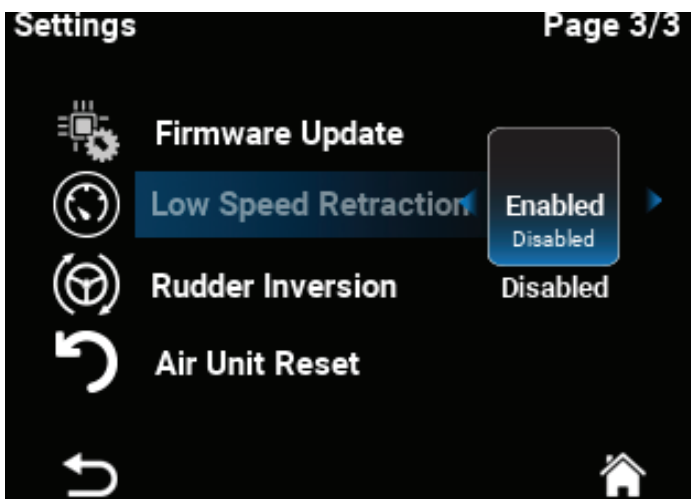 Settings Page 3/3
Firmware Update
Low Speed Retraction Enabled
Disabled
Rudder Inversion Disabled
Air Unit Reset